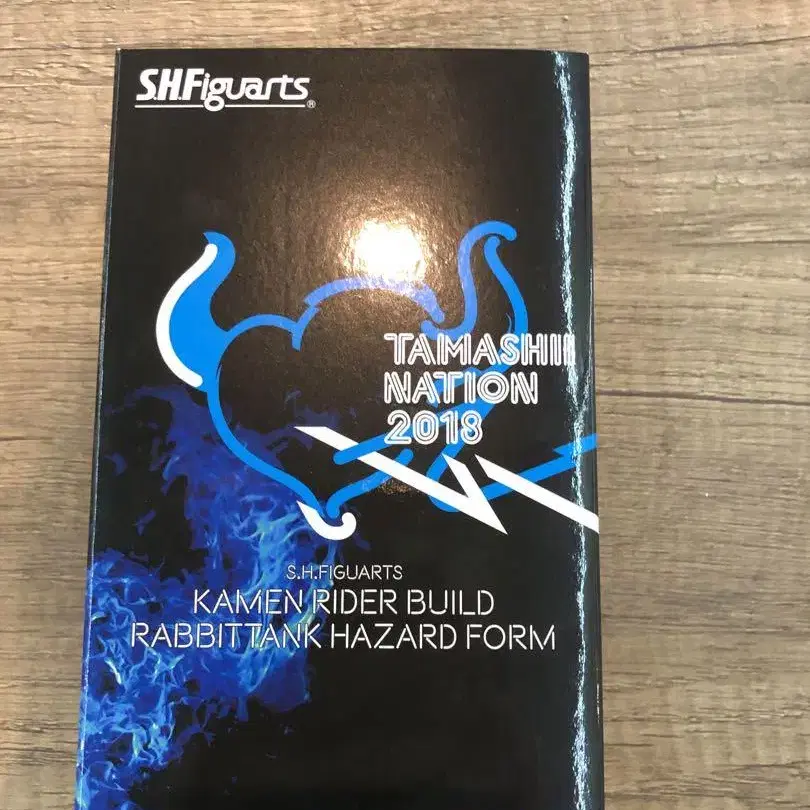 S.H.Figuarts®
TAMASHII
NATION
2018
S.H.FIGUARTS
KAMEN RIDER BUILD
RABBITTANK HAZARD FORM